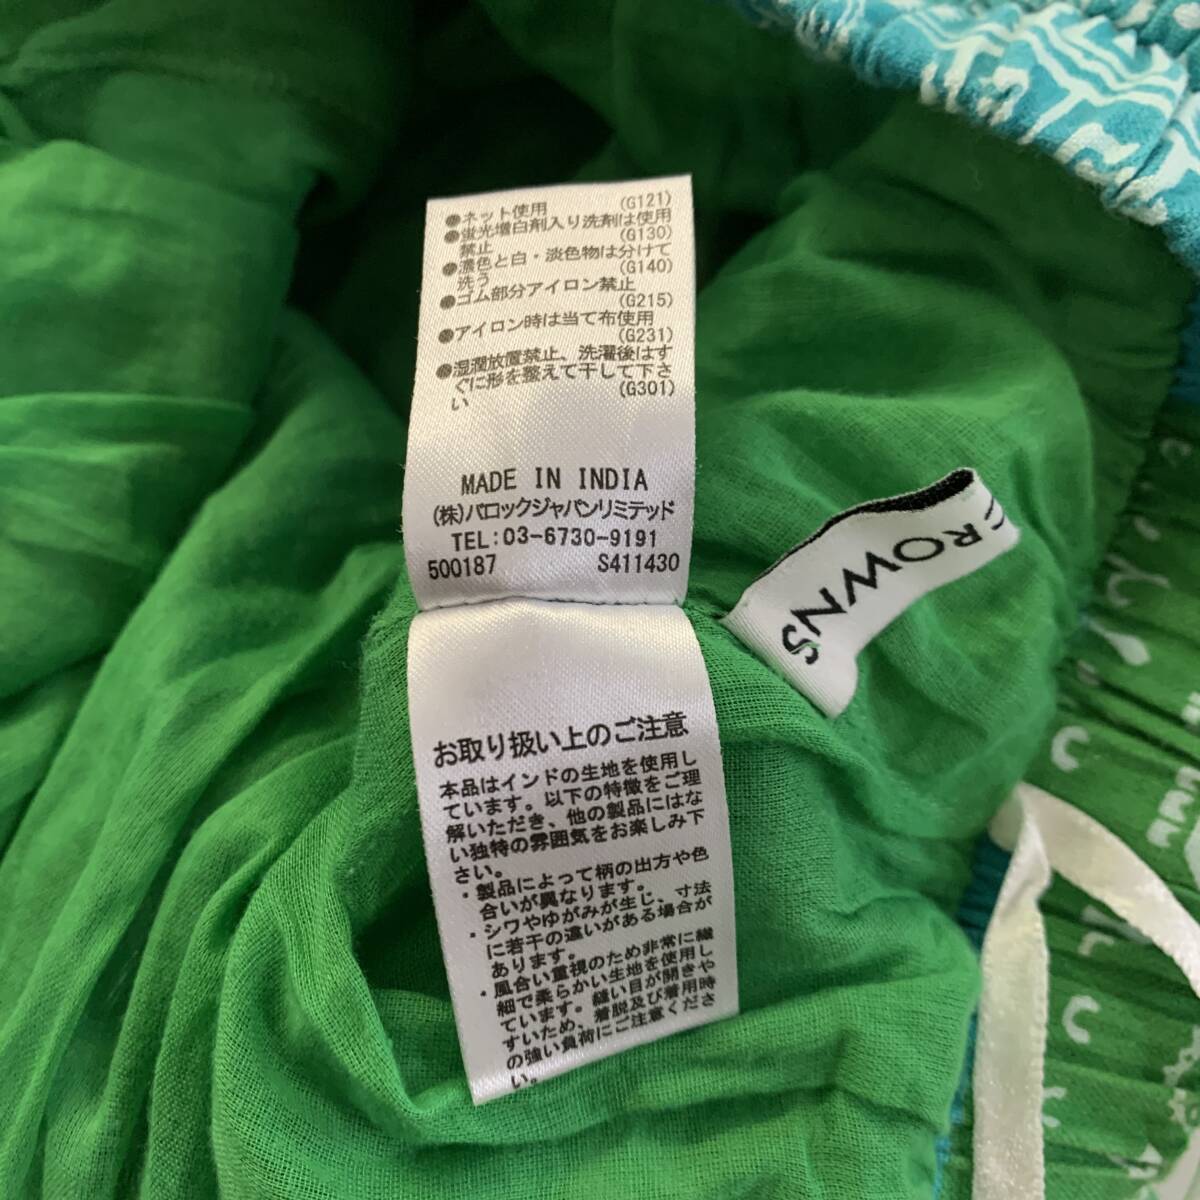 ●ネット使用 (G121)
●蛍光増白剤入り洗剤は使用
禁止 (G130)
●濃色と白・淡色物は分けて
洗う (G140)
●ゴム部分アイロン禁止
(G215)
●アイロン時は当て布使用
(G231)
●湿潤放置禁止、洗濯後はす
ぐに形を整えて干して下さ
い (G301)
MADE IN INDIA
(株)バロックジャパンリミテッド
TEL:03-6730-9191
500187 S411430
お取り扱い上のご注意
本品はインドの生地を使用し
ています。以下の特徴をご理
解いただき、他の製品にはな
い独特の雰囲気をお楽しみ下
さい。
・製品によって柄の出方や色
合いが異なります。
・シワやゆがみが生じ、寸法
に若干の違いがある場合が
あります。
・風合い重視のため非常に繊
細で柔らかい生地を使用し
ています。縫い目が開きや
すいため、着脱及び着用時
の強い負荷にご注意くださ
い。
CROWNS